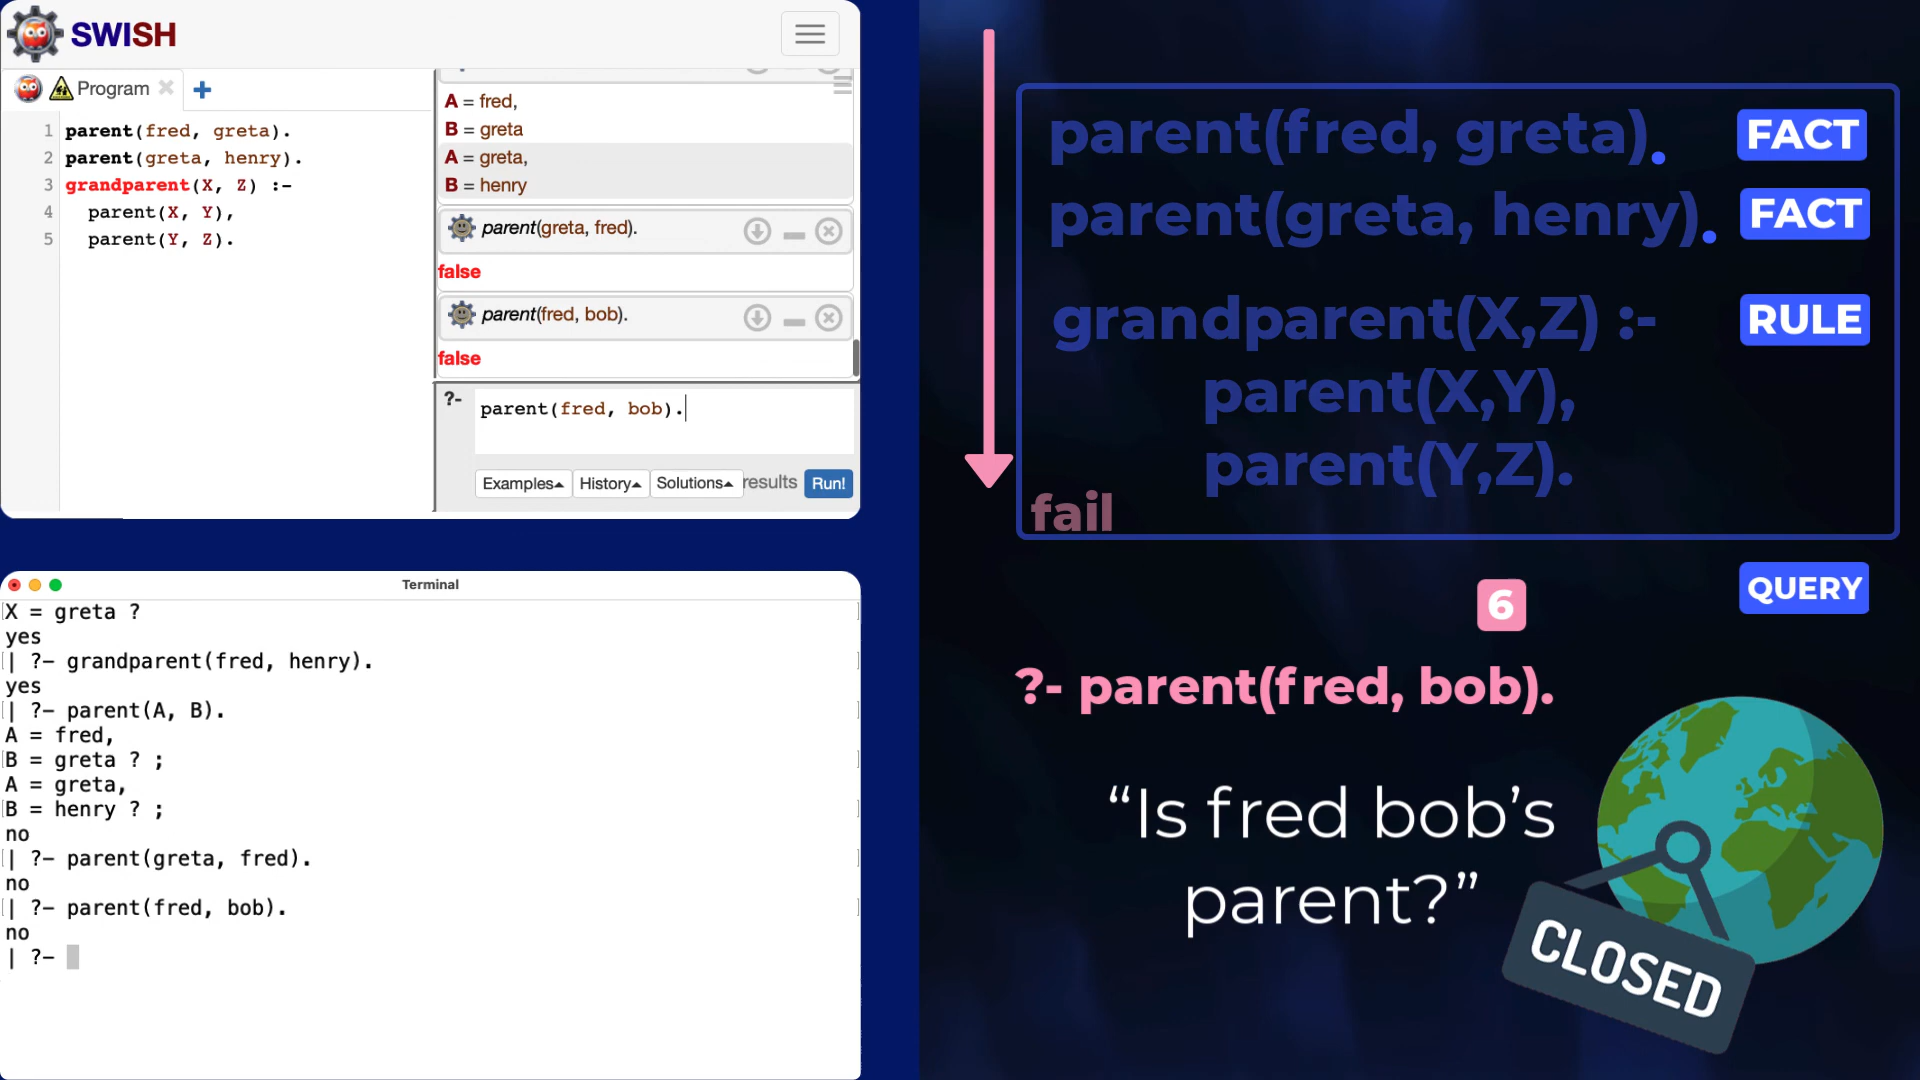 SWISH
Program
1 parent(fred, greta).
2 parent(greta, henry).
3 grandparent(X, Z) :-
4 parent(X, Y),
5 parent(Y, Z).
A = fred,
B = greta
A = greta,
B = henry
parent(greta, fred).
false
parent(fred, bob).
false
?- parent(fred, bob).
Examples History Solutions results Run!
Terminal
X = greta ?
yes
| ?- grandparent(fred, henry).
yes
| ?- parent(A, B).
A = fred,
B = greta ? ;
A = greta,
B = henry ? ;
no
| ?- parent(greta, fred).
no
| ?- parent(fred, bob).
no
| ?-
parent(fred, greta). FACT
parent(greta, henry). FACT
grandparent(X,Z) :- RULE
parent(X,Y),
parent(Y,Z).
fail
6 QUERY
?- parent(fred, bob).
“Is fred bob’s
parent?”
CLOSED